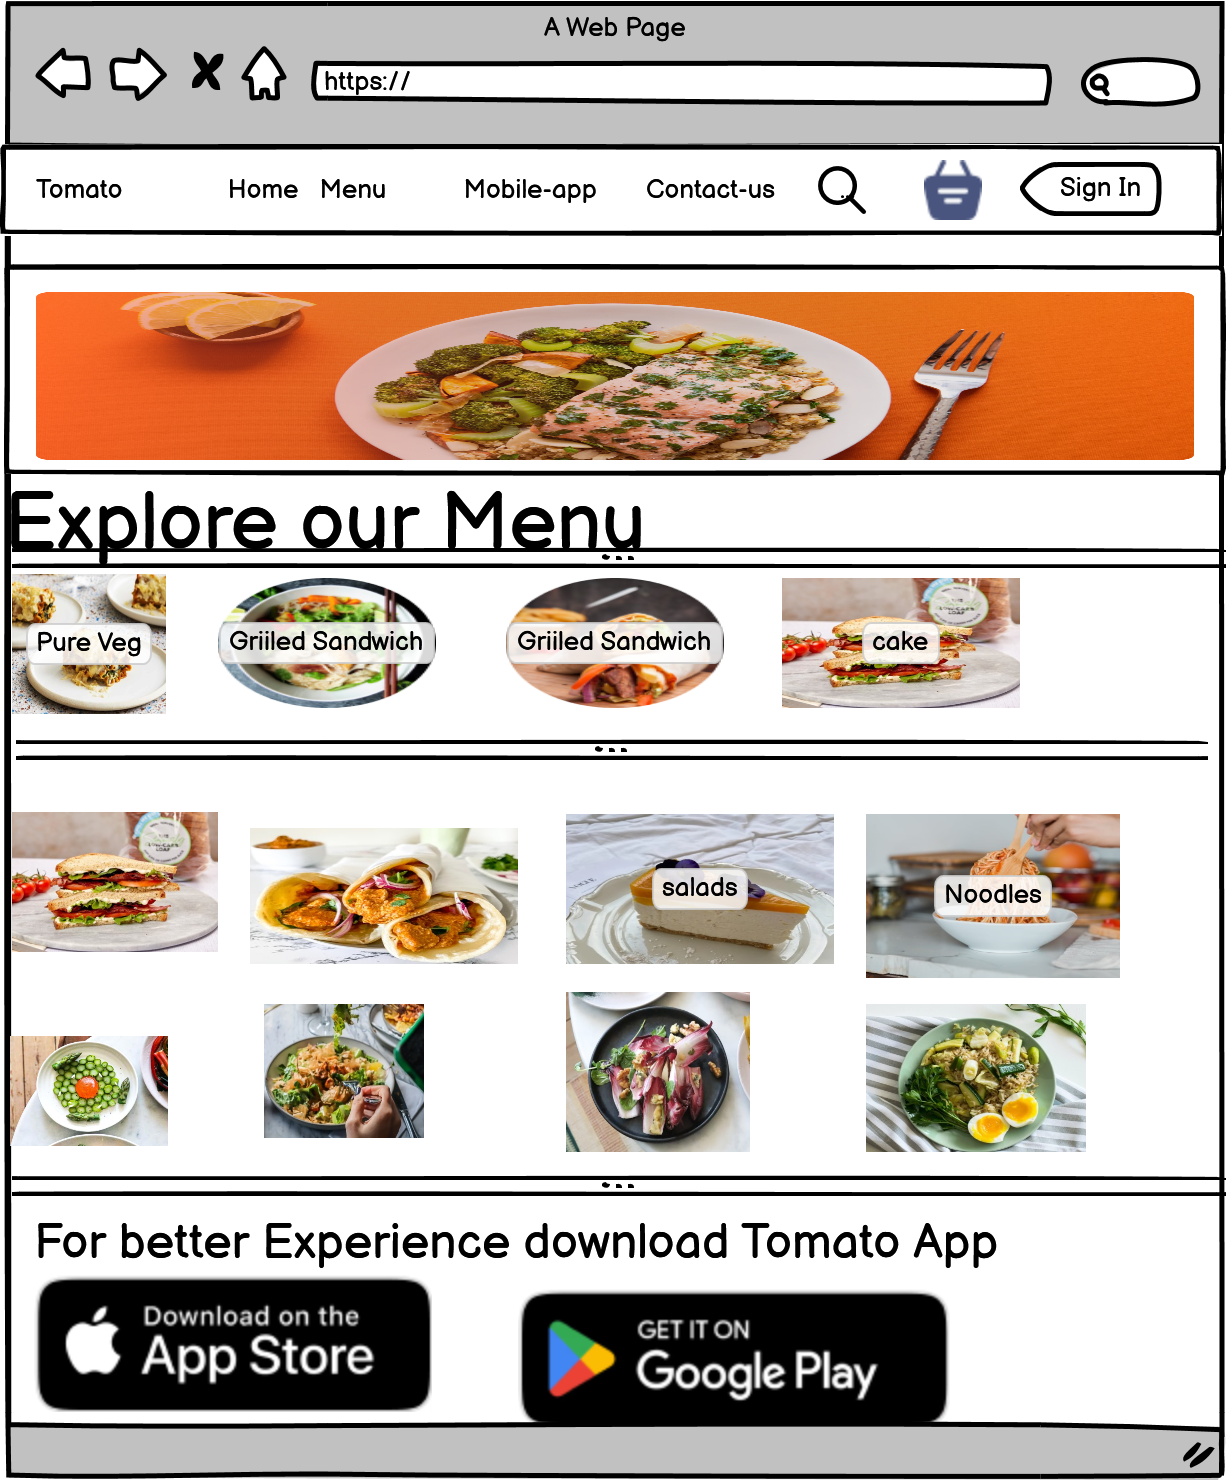 A Web Page
https://
Tomato Home Menu Mobile-app Contact-us Sign In
Explore our Menu
Pure Veg Griiled Sandwich Griiled Sandwich cake
salads Noodles
For better Experience download Tomato App
Download on the
App Store
GET IT ON
Google Play